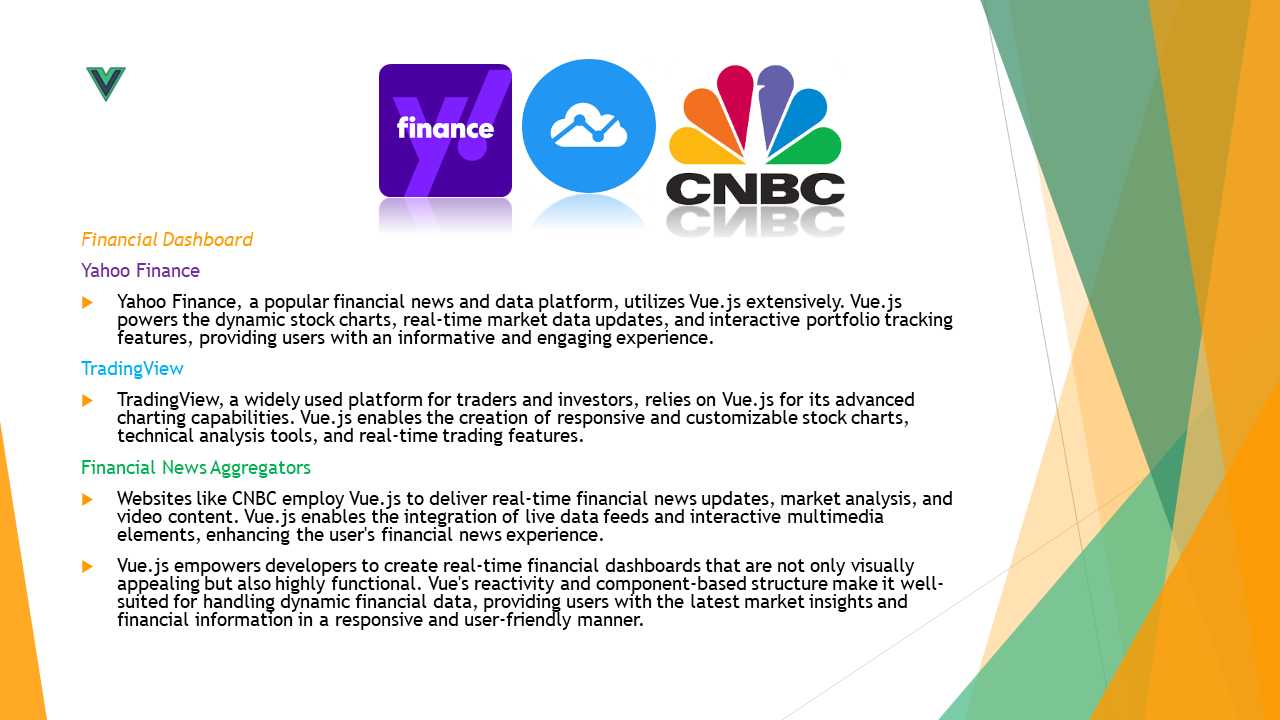 finance
CNBC
Financial Dashboard
Yahoo Finance
Yahoo Finance, a popular financial news and data platform, utilizes Vue.js extensively. Vue.js
powers the dynamic stock charts, real-time market data updates, and interactive portfolio tracking
features, providing users with an informative and engaging experience.
TradingView
TradingView, a widely used platform for traders and investors, relies on Vue.js for its advanced
charting capabilities. Vue.js enables the creation of responsive and customizable stock charts,
technical analysis tools, and real-time trading features.
Financial News Aggregators
Websites like CNBC employ Vue.js to deliver real-time financial news updates, market analysis, and
video content. Vue.js enables the integration of live data feeds and interactive multimedia
elements, enhancing the user's financial news experience.
Vue.js empowers developers to create real-time financial dashboards that are not only visually
appealing but also highly functional. Vue's reactivity and component-based structure make it well-
suited for handling dynamic financial data, providing users with the latest market insights and
financial information in a responsive and user-friendly manner.